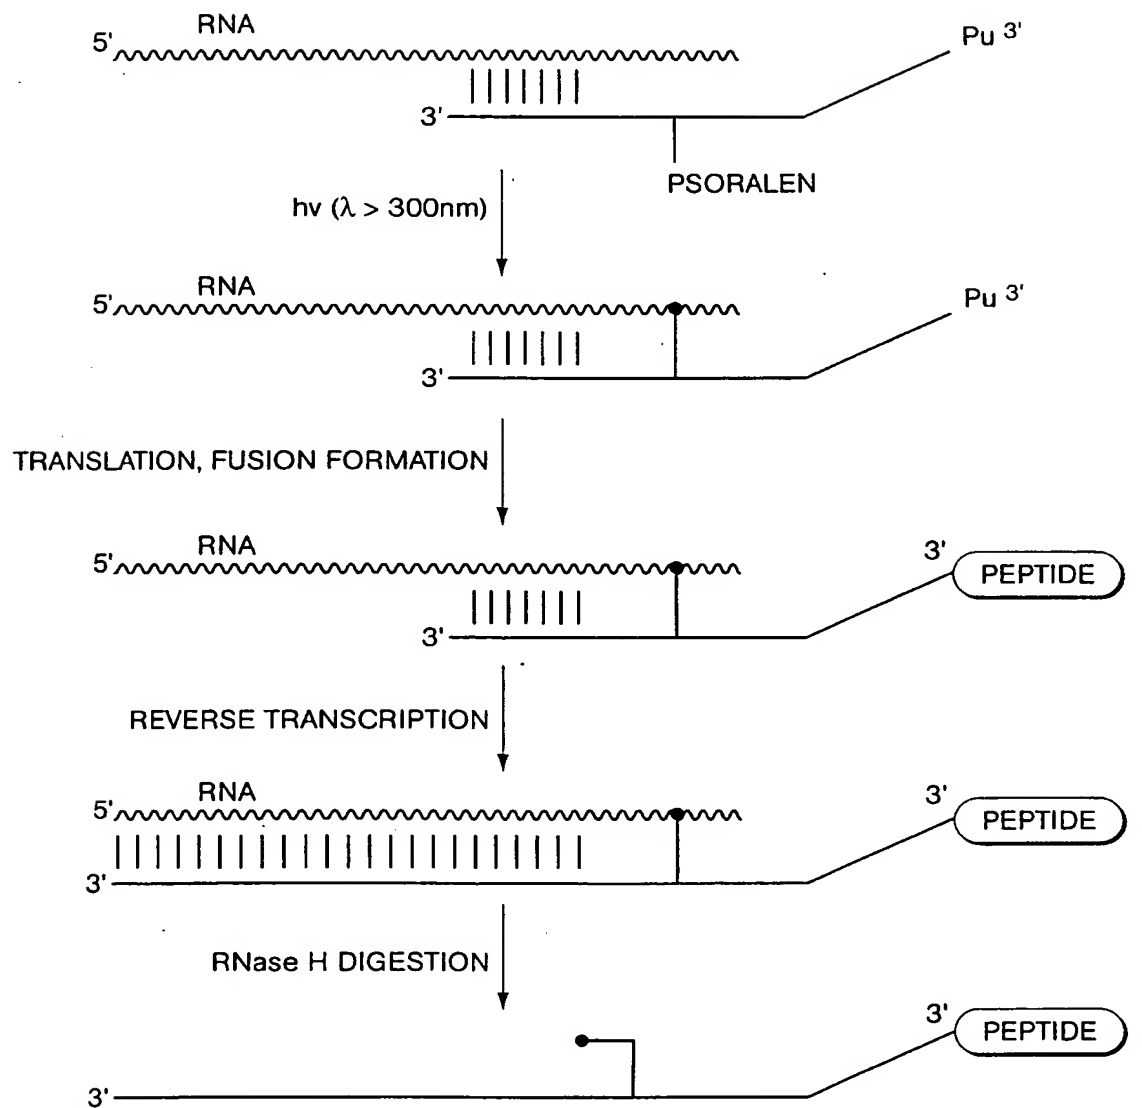 RNA
5'
Pu 3'
3'
PSORALEN
hv (λ > 300nm)
RNA
5'
Pu 3'
3'
TRANSLATION, FUSION FORMATION
RNA
5'
3'
PEPTIDE
3'
REVERSE TRANSCRIPTION
RNA
5'
3'
PEPTIDE
3'
RNase H DIGESTION
3'
PEPTIDE
3'